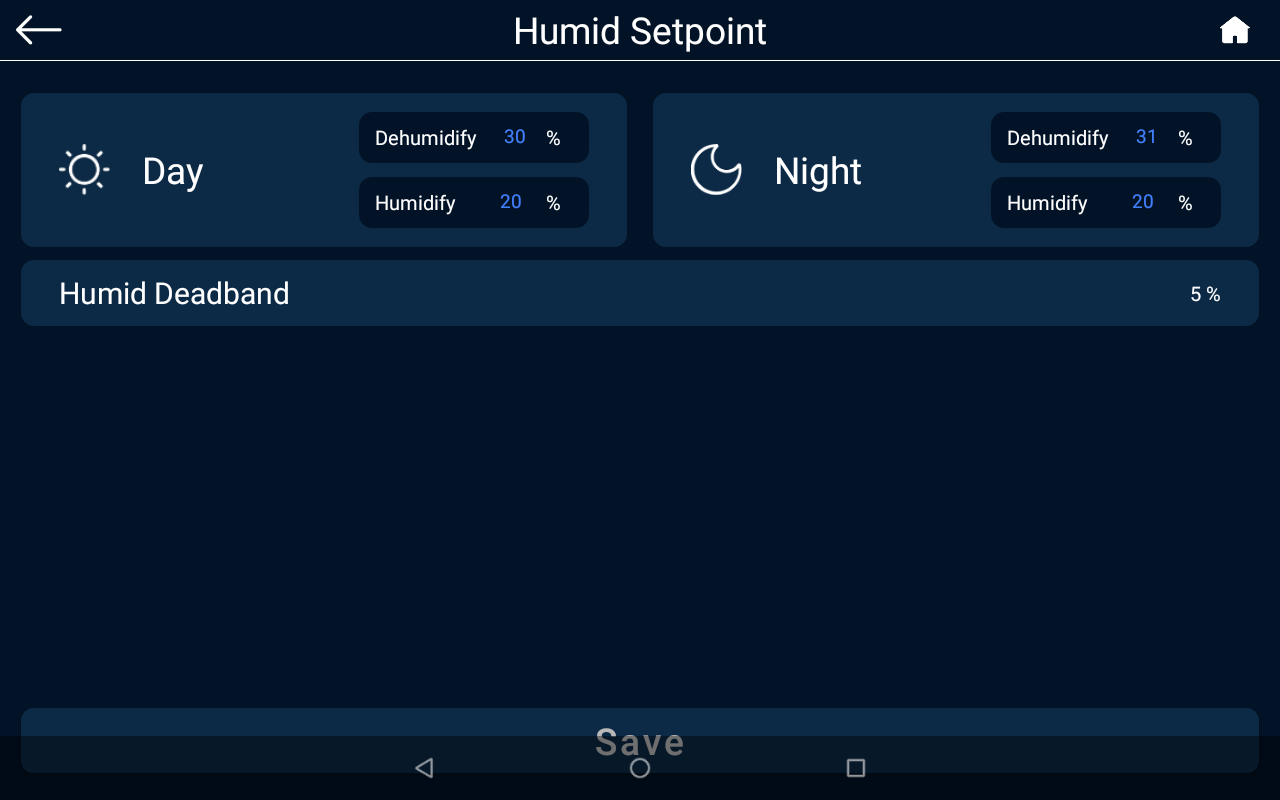 Humid Setpoint
Day
Dehumidify 30 %
Humidify 20 %
Night
Dehumidify 31 %
Humidify 20 %
Humid Deadband 5 %
Save